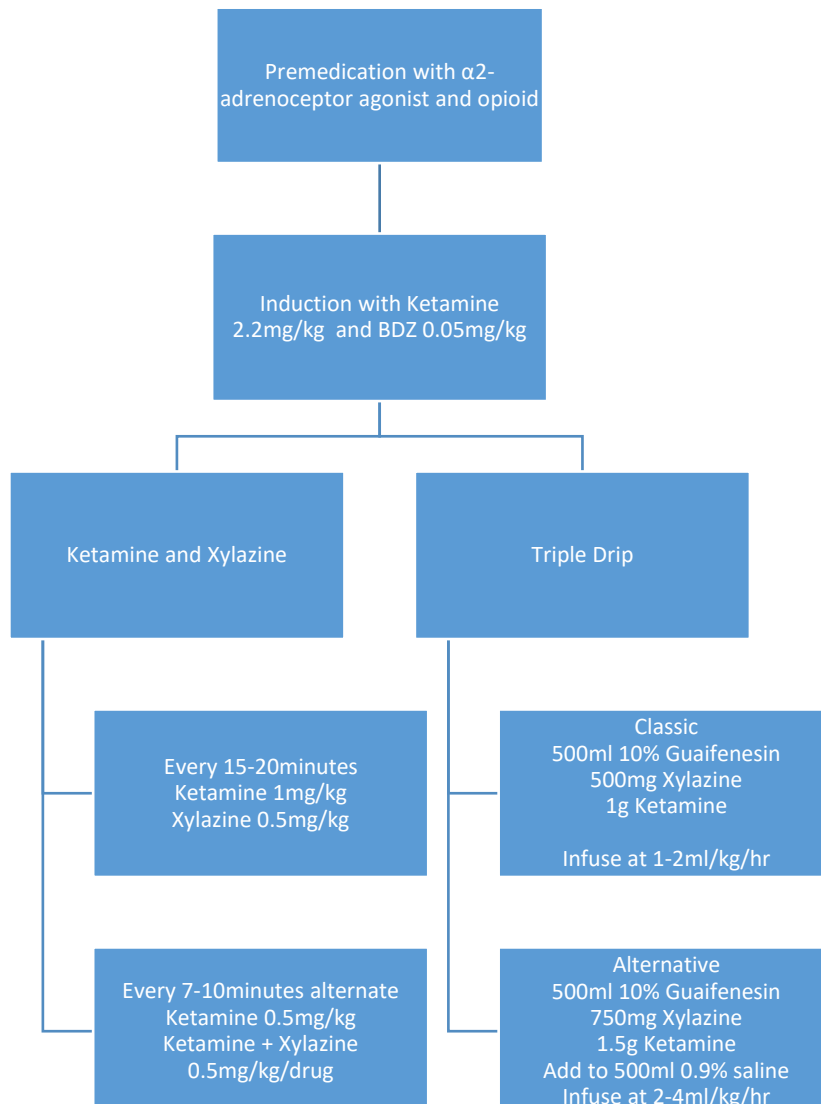 Premedication with α2-
adrenoceptor agonist and opioid
Induction with Ketamine
2.2mg/kg and BDZ 0.05mg/kg
Ketamine and Xylazine
Triple Drip
Every 15-20minutes
Ketamine 1mg/kg
Xylazine 0.5mg/kg
Classic
500ml 10% Guaifenesin
500mg Xylazine
1g Ketamine
Infuse at 1-2ml/kg/hr
Every 7-10minutes alternate
Ketamine 0.5mg/kg
Ketamine + Xylazine
0.5mg/kg/drug
Alternative
500ml 10% Guaifenesin
750mg Xylazine
1.5g Ketamine
Add to 500ml 0.9% saline
Infuse at 2-4ml/kg/hr